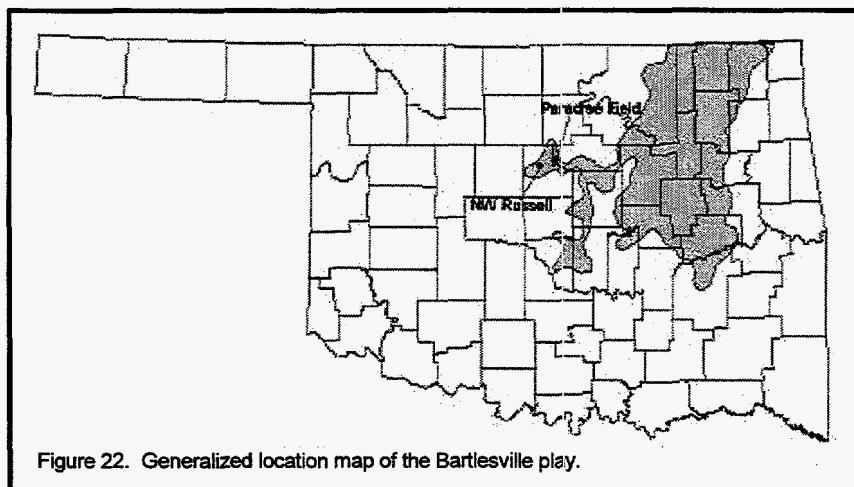 Paradise Field
NW Russell
Figure 22. Generalized location map of the Bartlesville play.